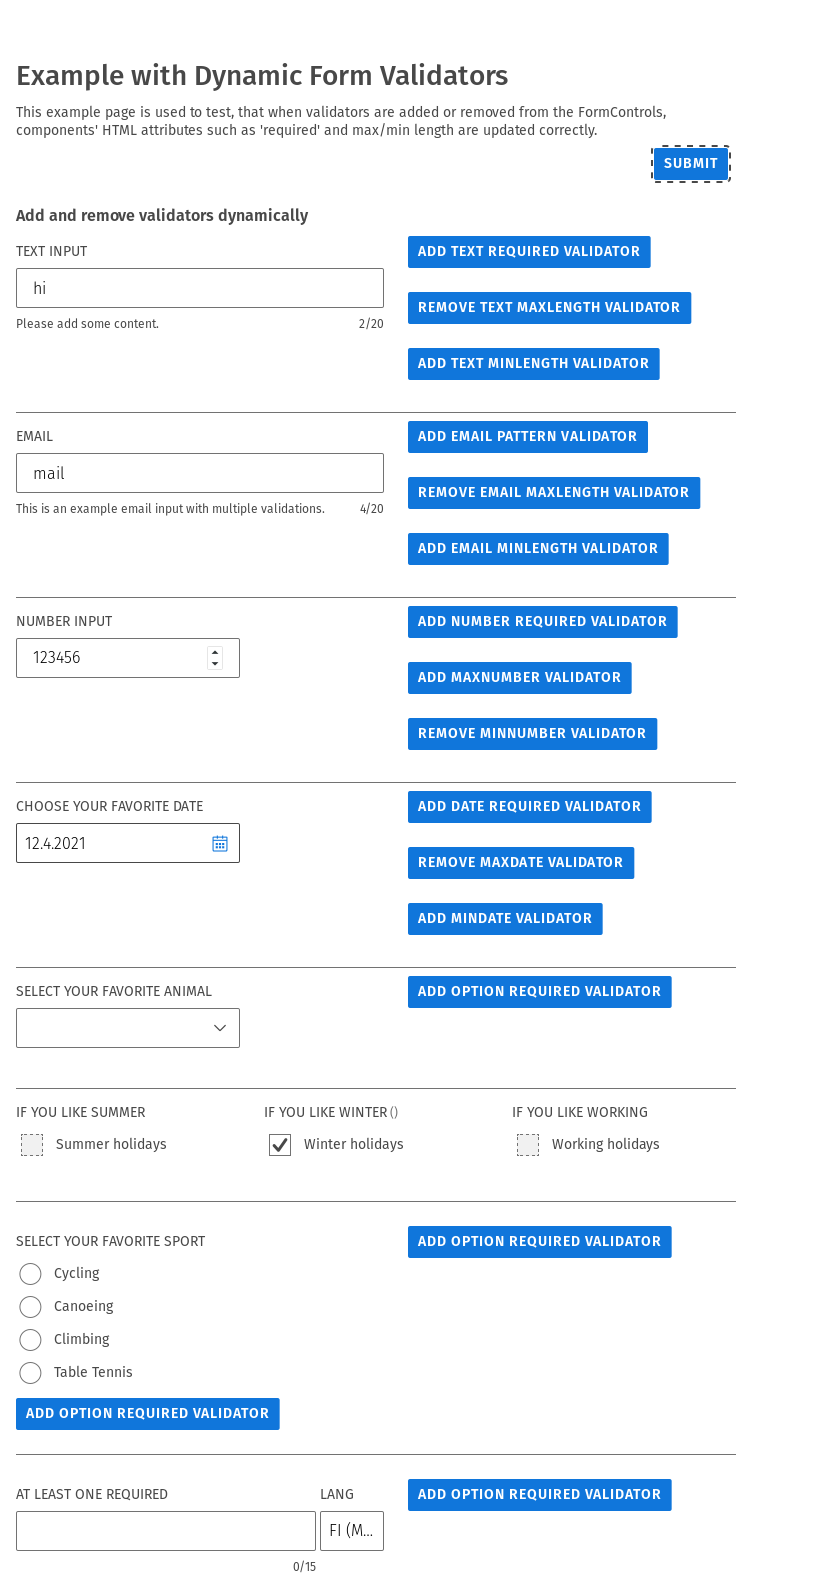 Example with Dynamic Form Validators
This example page is used to test, that when validators are added or removed from the FormControls,
components' HTML attributes such as 'required' and max/min length are updated correctly.
SUBMIT
Add and remove validators dynamically
TEXT INPUT
hi
Please add some content. 2/20
ADD TEXT REQUIRED VALIDATOR
REMOVE TEXT MAXLENGTH VALIDATOR
ADD TEXT MINLENGTH VALIDATOR
EMAIL
mail
This is an example email input with multiple validations. 4/20
ADD EMAIL PATTERN VALIDATOR
REMOVE EMAIL MAXLENGTH VALIDATOR
ADD EMAIL MINLENGTH VALIDATOR
NUMBER INPUT
123456
ADD NUMBER REQUIRED VALIDATOR
ADD MAXNUMBER VALIDATOR
REMOVE MINNUMBER VALIDATOR
CHOOSE YOUR FAVORITE DATE
12.4.2021
ADD DATE REQUIRED VALIDATOR
REMOVE MAXDATE VALIDATOR
ADD MINDATE VALIDATOR
SELECT YOUR FAVORITE ANIMAL
ADD OPTION REQUIRED VALIDATOR
IF YOU LIKE SUMMER
Summer holidays
IF YOU LIKE WINTER ()
Winter holidays
IF YOU LIKE WORKING
Working holidays
SELECT YOUR FAVORITE SPORT
Cycling
Canoeing
Climbing
Table Tennis
ADD OPTION REQUIRED VALIDATOR
ADD OPTION REQUIRED VALIDATOR
AT LEAST ONE REQUIRED
0/15
LANG
FI (M...
ADD OPTION REQUIRED VALIDATOR